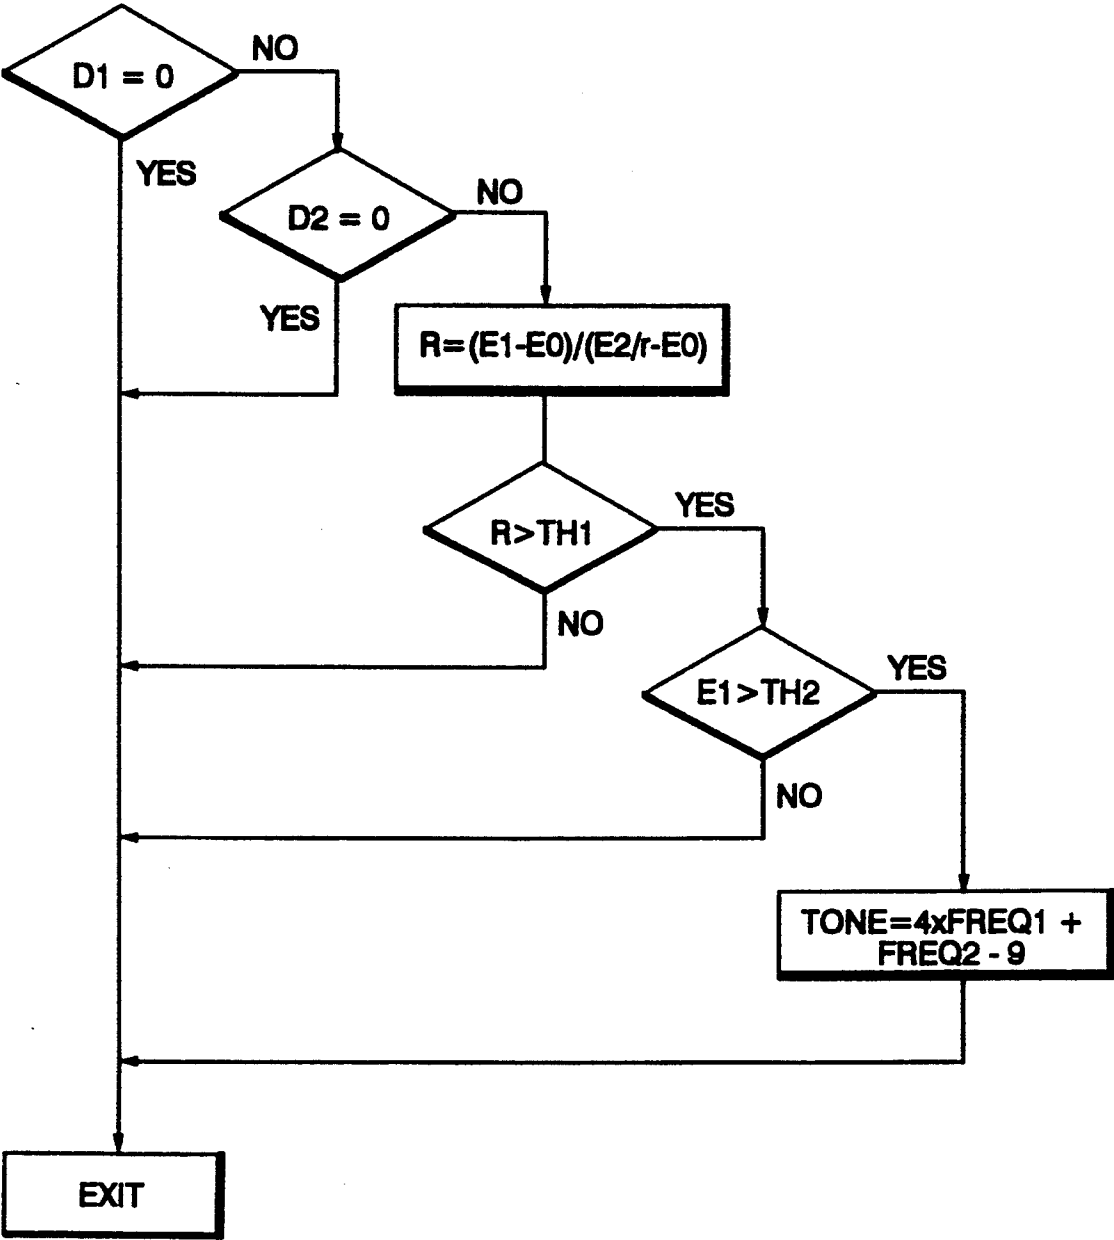 D1 = 0
NO
YES
D2 = 0
NO
YES
R=(E1-E0)/(E2/r-E0)
R>TH1
YES
NO
E1>TH2
YES
NO
TONE=4xFREQ1 +
FREQ2 - 9
EXIT